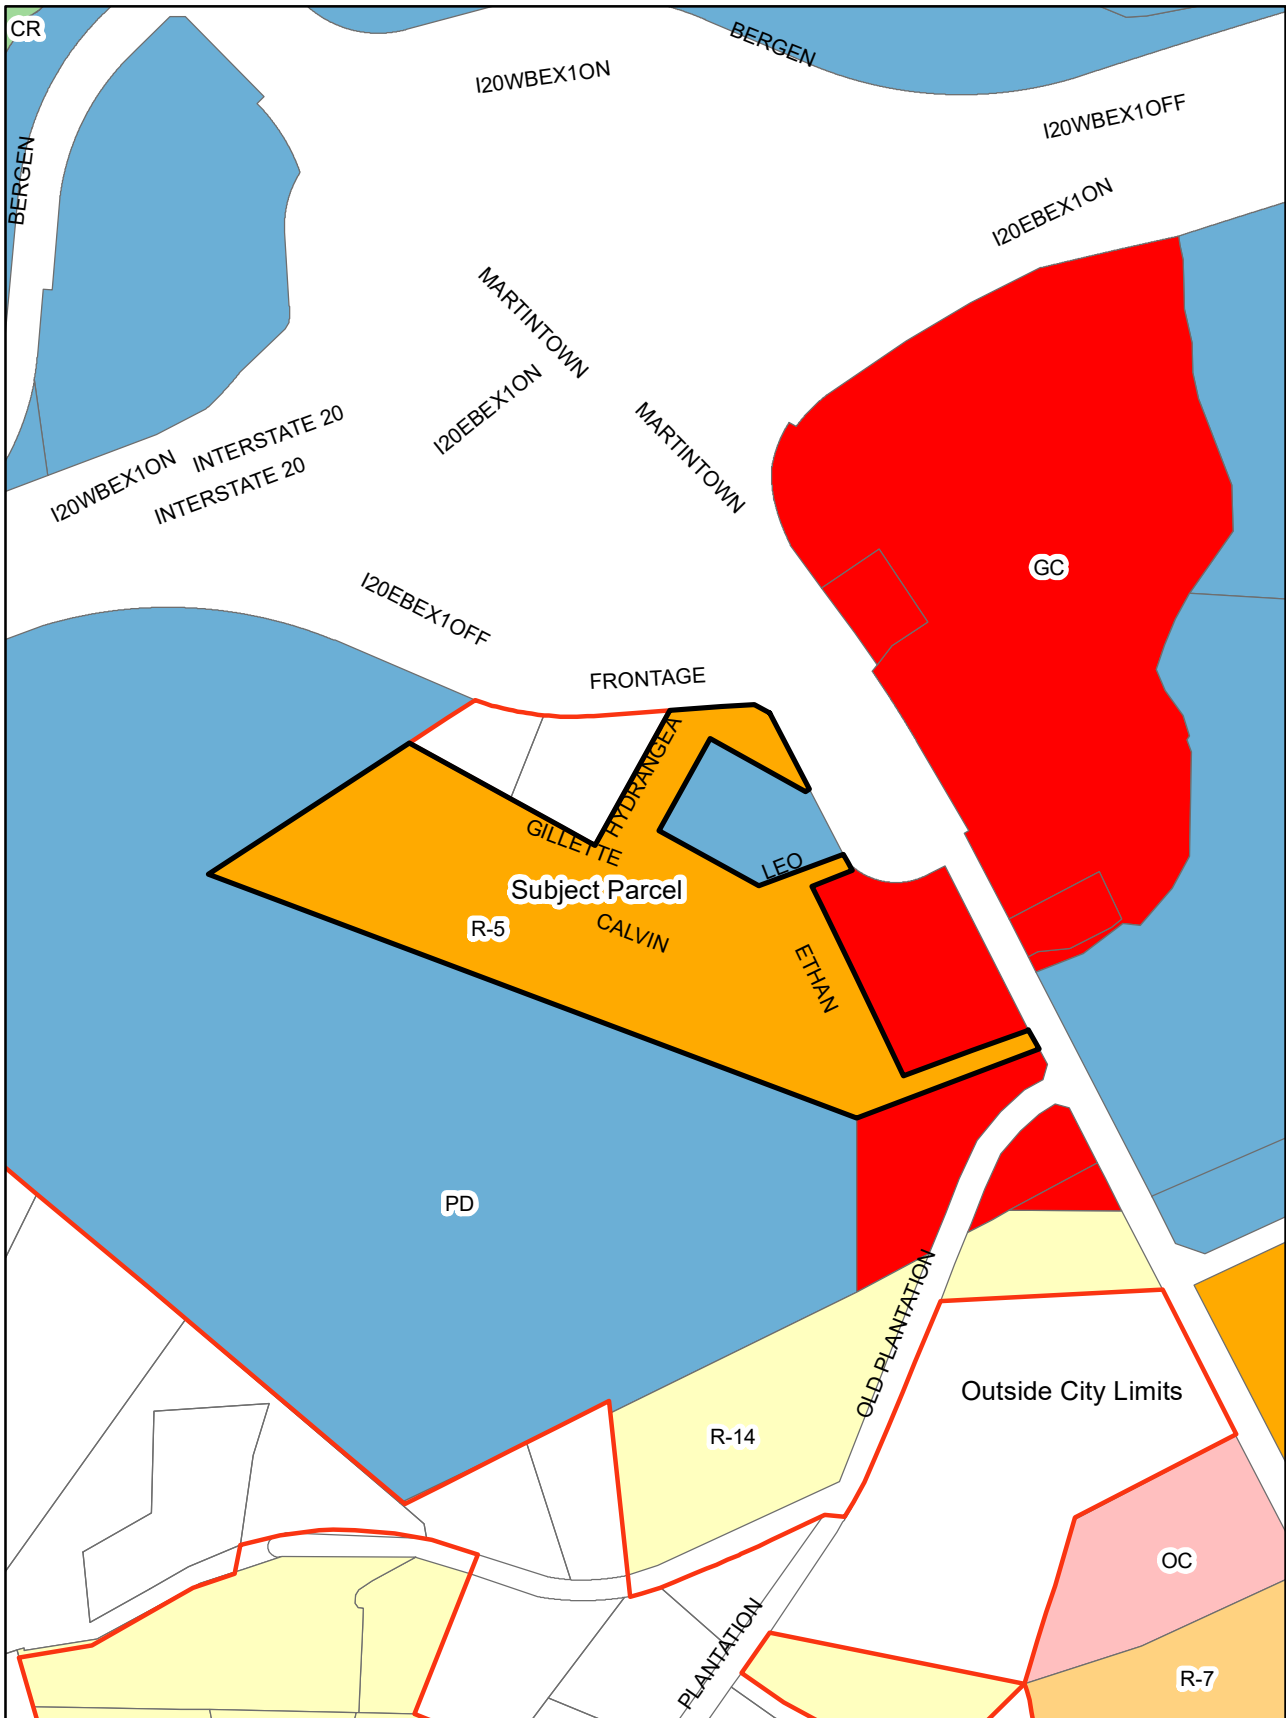 CR
BERGEN
I20WBEX1ON
BERGEN
I20WBEX1OFF
I20EBEX1ON
MARTINTOWN
I20EBEX1ON
MARTINTOWN
INTERSTATE 20
I20WBEX1ON
INTERSTATE 20
GC
I20EBEX1OFF
FRONTAGE
HYDRANGEA
GILLETTE
LEO
Subject Parcel
R-5
CALVIN
ETHAN
PD
OLD PLANTATION
Outside City Limits
R-14
OC
PLANTATION
R-7